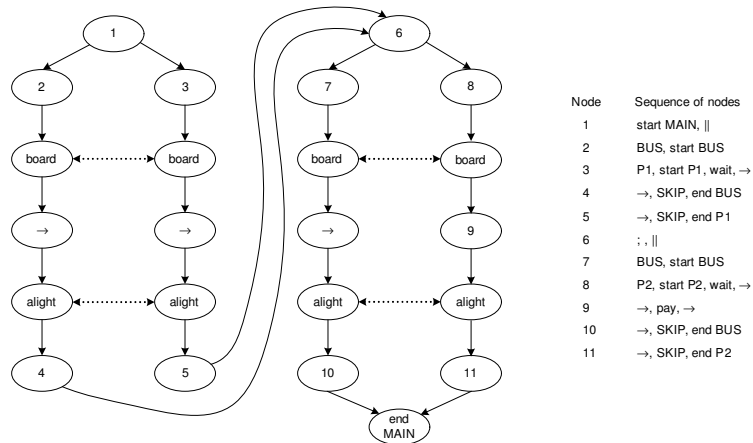 1
2 3
board board
→ →
alight alight
4 5
6
7 8
board board
→ 9
alight alight
10 11
end
MAIN
Node Sequence of nodes
1 start MAIN, ||
2 BUS, start BUS
3 P1, start P1, wait, →
4 →, SKIP, end BUS
5 →, SKIP, end P1
6 ; , ||
7 BUS, start BUS
8 P2, start P2, wait, →
9 →, pay, →
10 →, SKIP, end BUS
11 →, SKIP, end P2